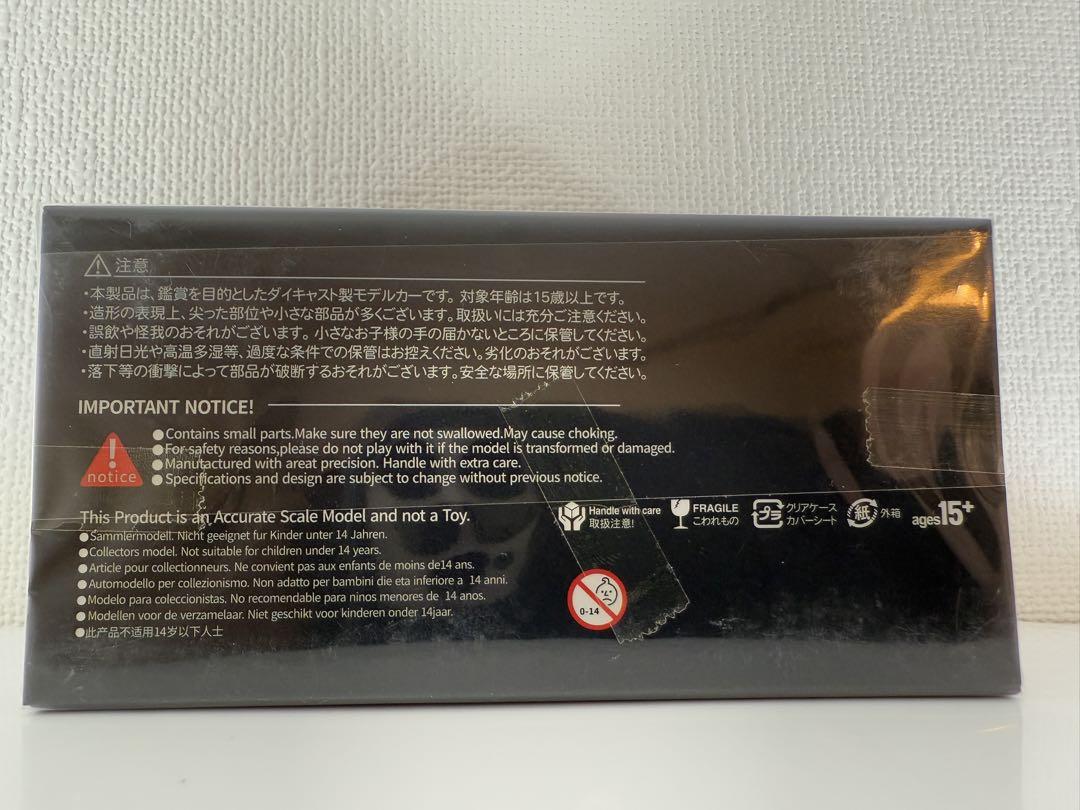 注意
・本製品は、鑑賞を目的としたダイキャスト製モデルカーです。対象年齢は15歳以上です。
・造形の表現上、尖った部位や小さな部品が多くございます。取扱いには充分ご注意ください。
・誤飲や怪我のおそれがございます。小さなお子様の手の届かないところに保管してください。
・直射日光や高温多湿等、過度な条件での保管はお控えください。劣化のおそれがございます。
・落下等の衝撃によって部品が破断するおそれがございます。安全な場所に保管してください。
IMPORTANT NOTICE!
notice
●Contains small parts.Make sure they are not swallowed.May cause choking.
●For safety reasons,please do not play with it if the model is transformed or damaged.
●Manufactured with areat precision. Handle with extra care.
●Specifications and design are subject to change without previous notice.
This Product is an Accurate Scale Model and not a Toy.
●Sammlermodell. Nicht geeignet fur Kinder unter 14 Jahren.
●Collectors model. Not suitable for children under 14 years.
●Article pour collectionneurs. Ne convient pas aux enfants de moins de14 ans.
●Automodello per collezionismo. Non adatto per bambini die eta inferiore a 14 anni.
●Modelo para coleccionistas. No recomendable para ninos menores de 14 anos.
●Modellen voor de verzamelaar. Niet geschikt voor kinderen onder 14jaar.
●此产品不适用14岁以下人士
Handle with care
取扱注意!
FRAGILE
こわれもの
プラ
クリアケース
カバーシート
紙
外箱
ages15+
0-14